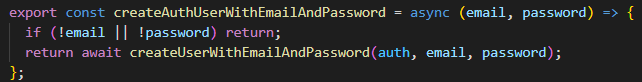 export const createAuthUserWithEmailAndPassword = async (email, password) => {
  if (!email || !password) return;
  return await createUserWithEmailAndPassword(auth, email, password);
};